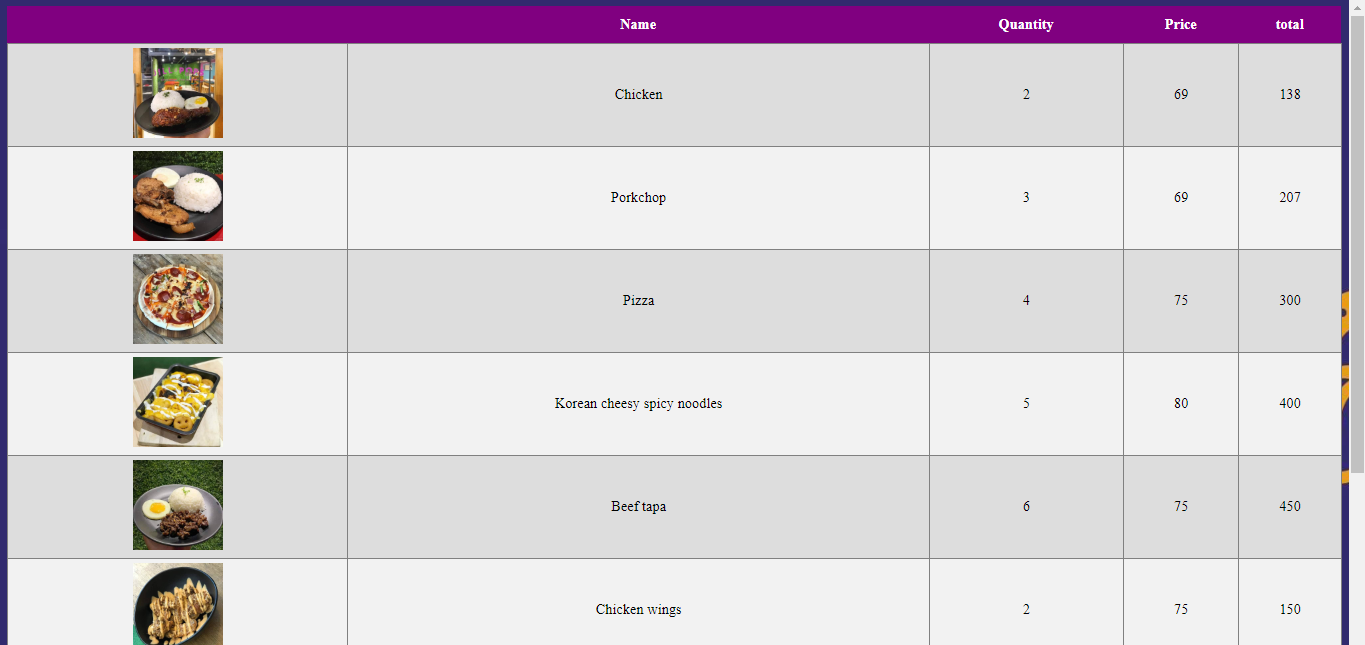 Name Quantity Price total
Chicken 2 69 138
Porkchop 3 69 207
Pizza 4 75 300
Korean cheesy spicy noodles 5 80 400
Beef tapa 6 75 450
Chicken wings 2 75 150